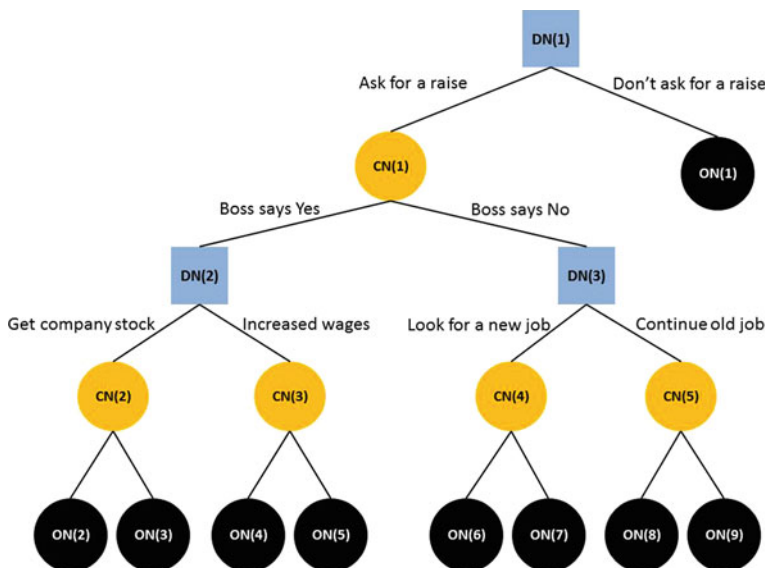 DN(1)
Ask for a raise
Don't ask for a raise
CN(1)
ON(1)
Boss says Yes
Boss says No
DN(2)
DN(3)
Get company stock
Increased wages
Look for a new job
Continue old job
CN(2)
CN(3)
CN(4)
CN(5)
ON(2)
ON(3)
ON(4)
ON(5)
ON(6)
ON(7)
ON(8)
ON(9)